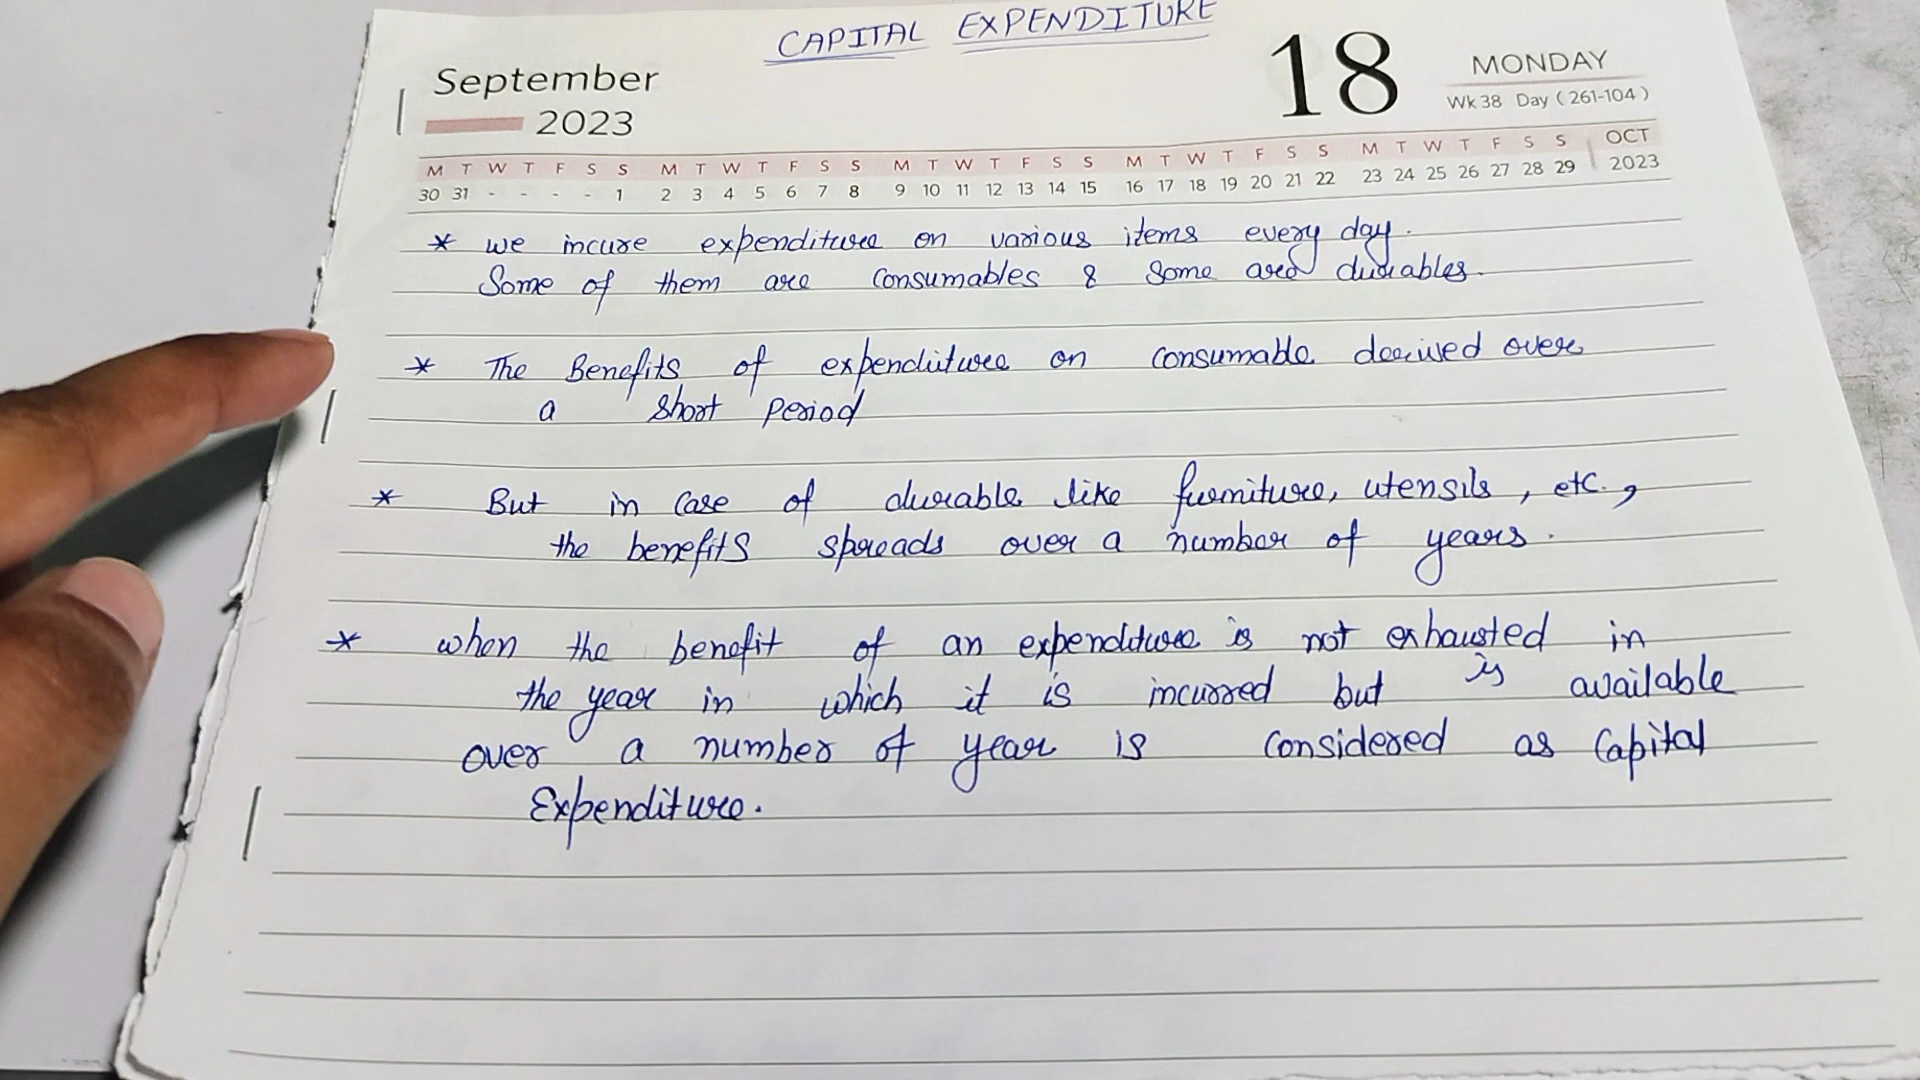 CAPITAL EXPENDITURE
September
2023
18
MONDAY
Wk 38 Day (261-104)
M T W T F S S M T W T F S S M T W T F S S M T W T F S S M T W T F S S OCT
30 31 - - - - 1 2 3 4 5 6 7 8 9 10 11 12 13 14 15 16 17 18 19 20 21 22 23 24 25 26 27 28 29 2023
* we incure expenditure on various items every day.
Some of them are consumables & some are durables.
* The Benefits of expenditure on consumable derived over
a short period
* But in case of durable like furniture, utensils, etc.,
the benefits spreads over a number of years.
* when the benefit of an expenditure is not exhausted in
the year in which it is incurred but is available
over a number of year is considered as Capital
Expenditure.